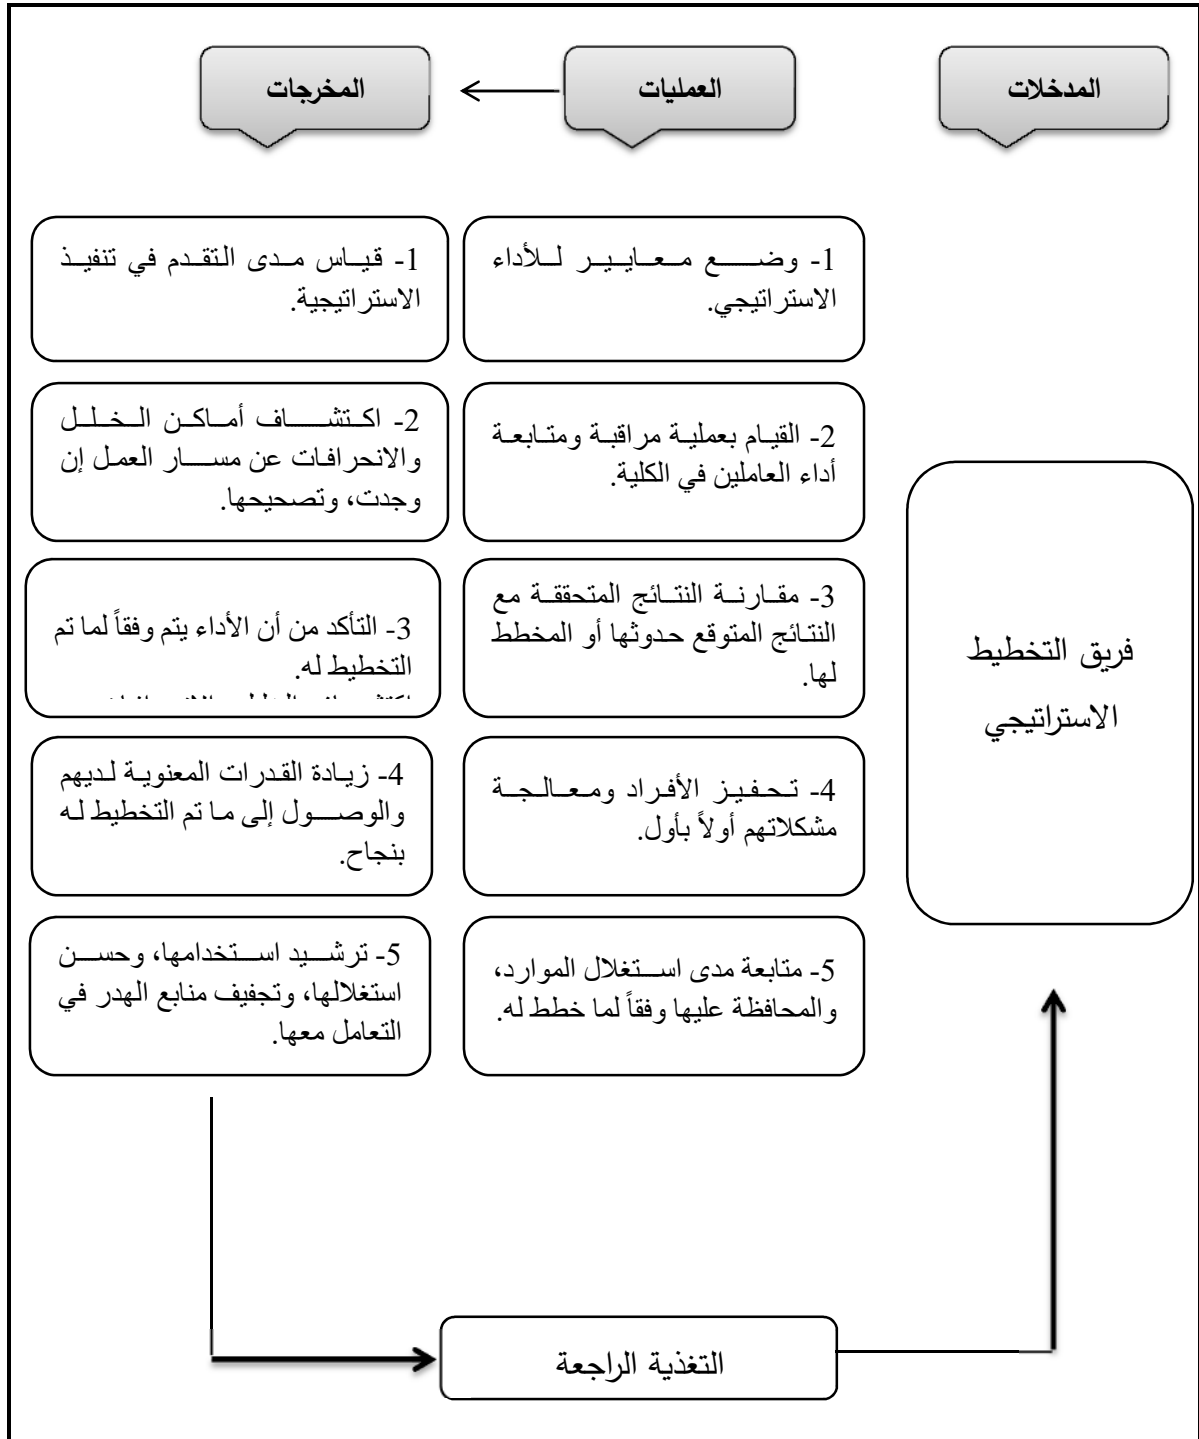 المدخلات
العمليات
المخرجات
فريق التخطيط
الاستراتيجي
1- وضع معايير للأداء
الاستراتيجي.
2- القيام بعملية مراقبة ومتابعة
أداء العاملين في الكلية.
3- مقارنة النتائج المتحققة مع
النتائج المتوقع حدوثها أو المخطط
لها.
4- تحفيز الأفراد ومعالجة
مشكلاتهم أولاً بأول.
5- متابعة مدى استغلال الموارد،
والمحافظة عليها وفقاً لما خطط له.
1- قياس مدى التقدم في تنفيذ
الاستراتيجية.
2- اكتشاف أماكن الخلل
والانحرافات عن مسار العمل إن
وجدت، وتصحيحها.
3- التأكد من أن الأداء يتم وفقاً لما تم
التخطيط له.
4- زيادة القدرات المعنوية لديهم
والوصول إلى ما تم التخطيط له
بنجاح.
5- ترشيد استخدامها، وحسن
استغلالها، وتجفيف منابع الهدر في
التعامل معها.
التغذية الراجعة